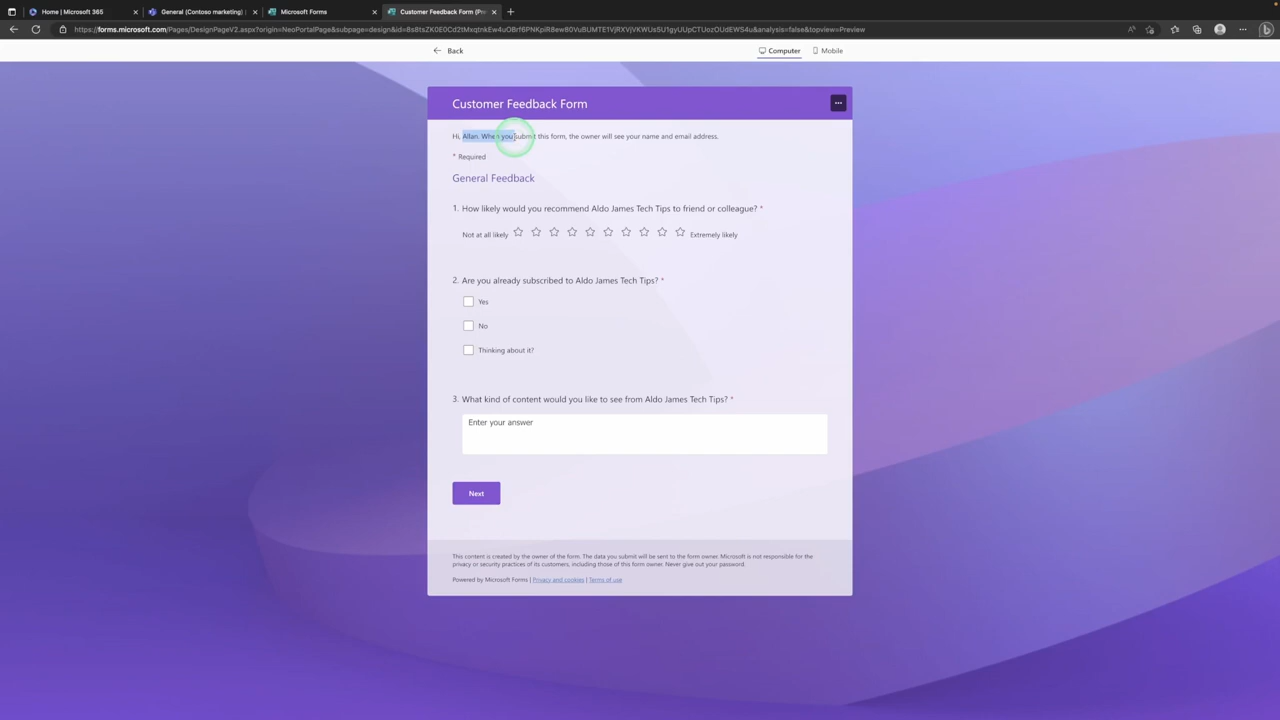 Home | Microsoft 365
General (Contoso marketing) |
Microsoft Forms
Customer Feedback Form (Pre
Back
Computer
Mobile
Customer Feedback Form
Hi, Allan. When you submit this form, the owner will see your name and email address.
* Required
General Feedback
1. How likely would you recommend Aldo James Tech Tips to friend or colleague? *
Not at all likely
Extremely likely
2. Are you already subscribed to Aldo James Tech Tips? *
Yes
No
Thinking about it?
3. What kind of content would you like to see from Aldo James Tech Tips? *
Enter your answer
Next
This content is created by the owner of the form. The data you submit will be sent to the form owner. Microsoft is not responsible for the
privacy or security practices of its customers, including those of this form owner. Never give out your password.
Powered by Microsoft Forms | Privacy and cookies | Terms of use